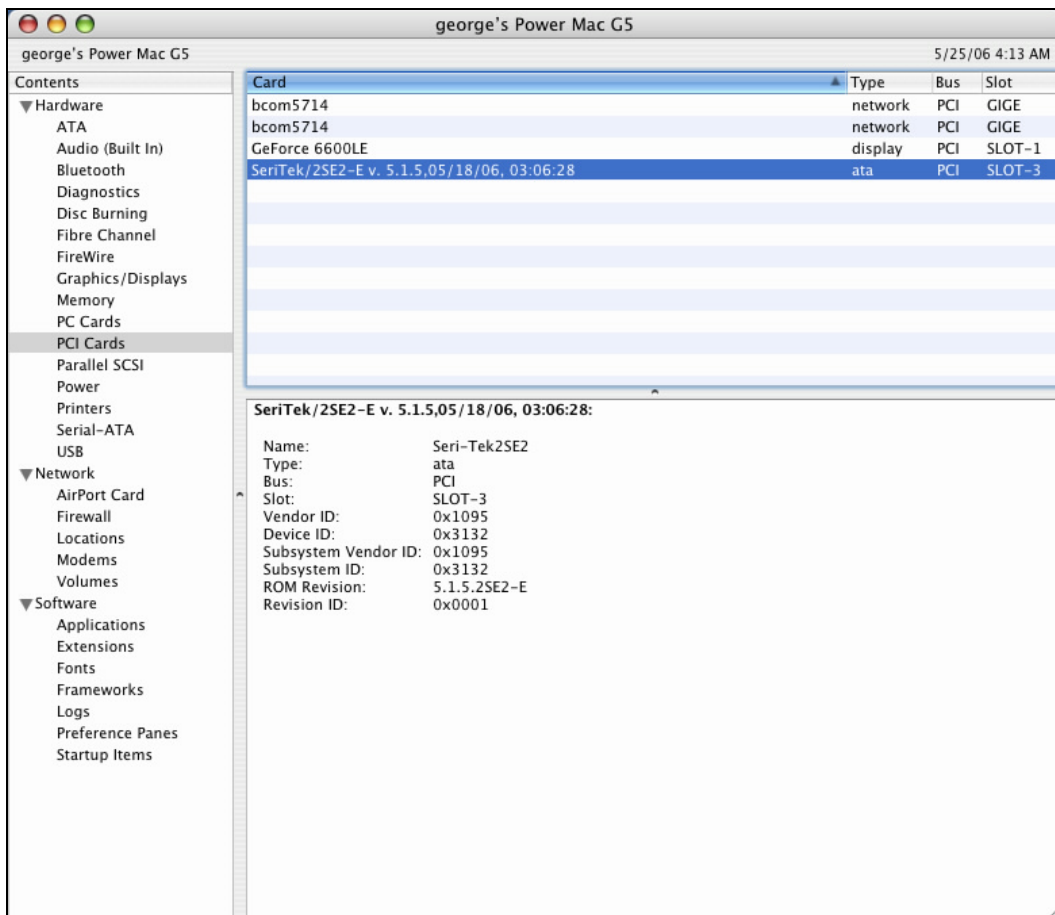 george's Power Mac G5
george's Power Mac G5 5/25/06 4:13 AM
Contents
Hardware
ATA
Audio (Built In)
Bluetooth
Diagnostics
Disc Burning
Fibre Channel
FireWire
Graphics/Displays
Memory
PC Cards
PCI Cards
Parallel SCSI
Power
Printers
Serial-ATA
USB
Network
AirPort Card
Firewall
Locations
Modems
Volumes
Software
Applications
Extensions
Fonts
Frameworks
Logs
Preference Panes
Startup Items
Card Type Bus Slot
bcom5714 network PCI GIGE
bcom5714 network PCI GIGE
GeForce 6600LE display PCI SLOT-1
SeriTek/2SE2-E v. 5.1.5,05/18/06, 03:06:28 ata PCI SLOT-3
SeriTek/2SE2-E v. 5.1.5,05/18/06, 03:06:28:
Name: Seri-Tek2SE2
Type: ata
Bus: PCI
Slot: SLOT-3
Vendor ID: 0x1095
Device ID: 0x3132
Subsystem Vendor ID: 0x1095
Subsystem ID: 0x3132
ROM Revision: 5.1.5.2SE2-E
Revision ID: 0x0001